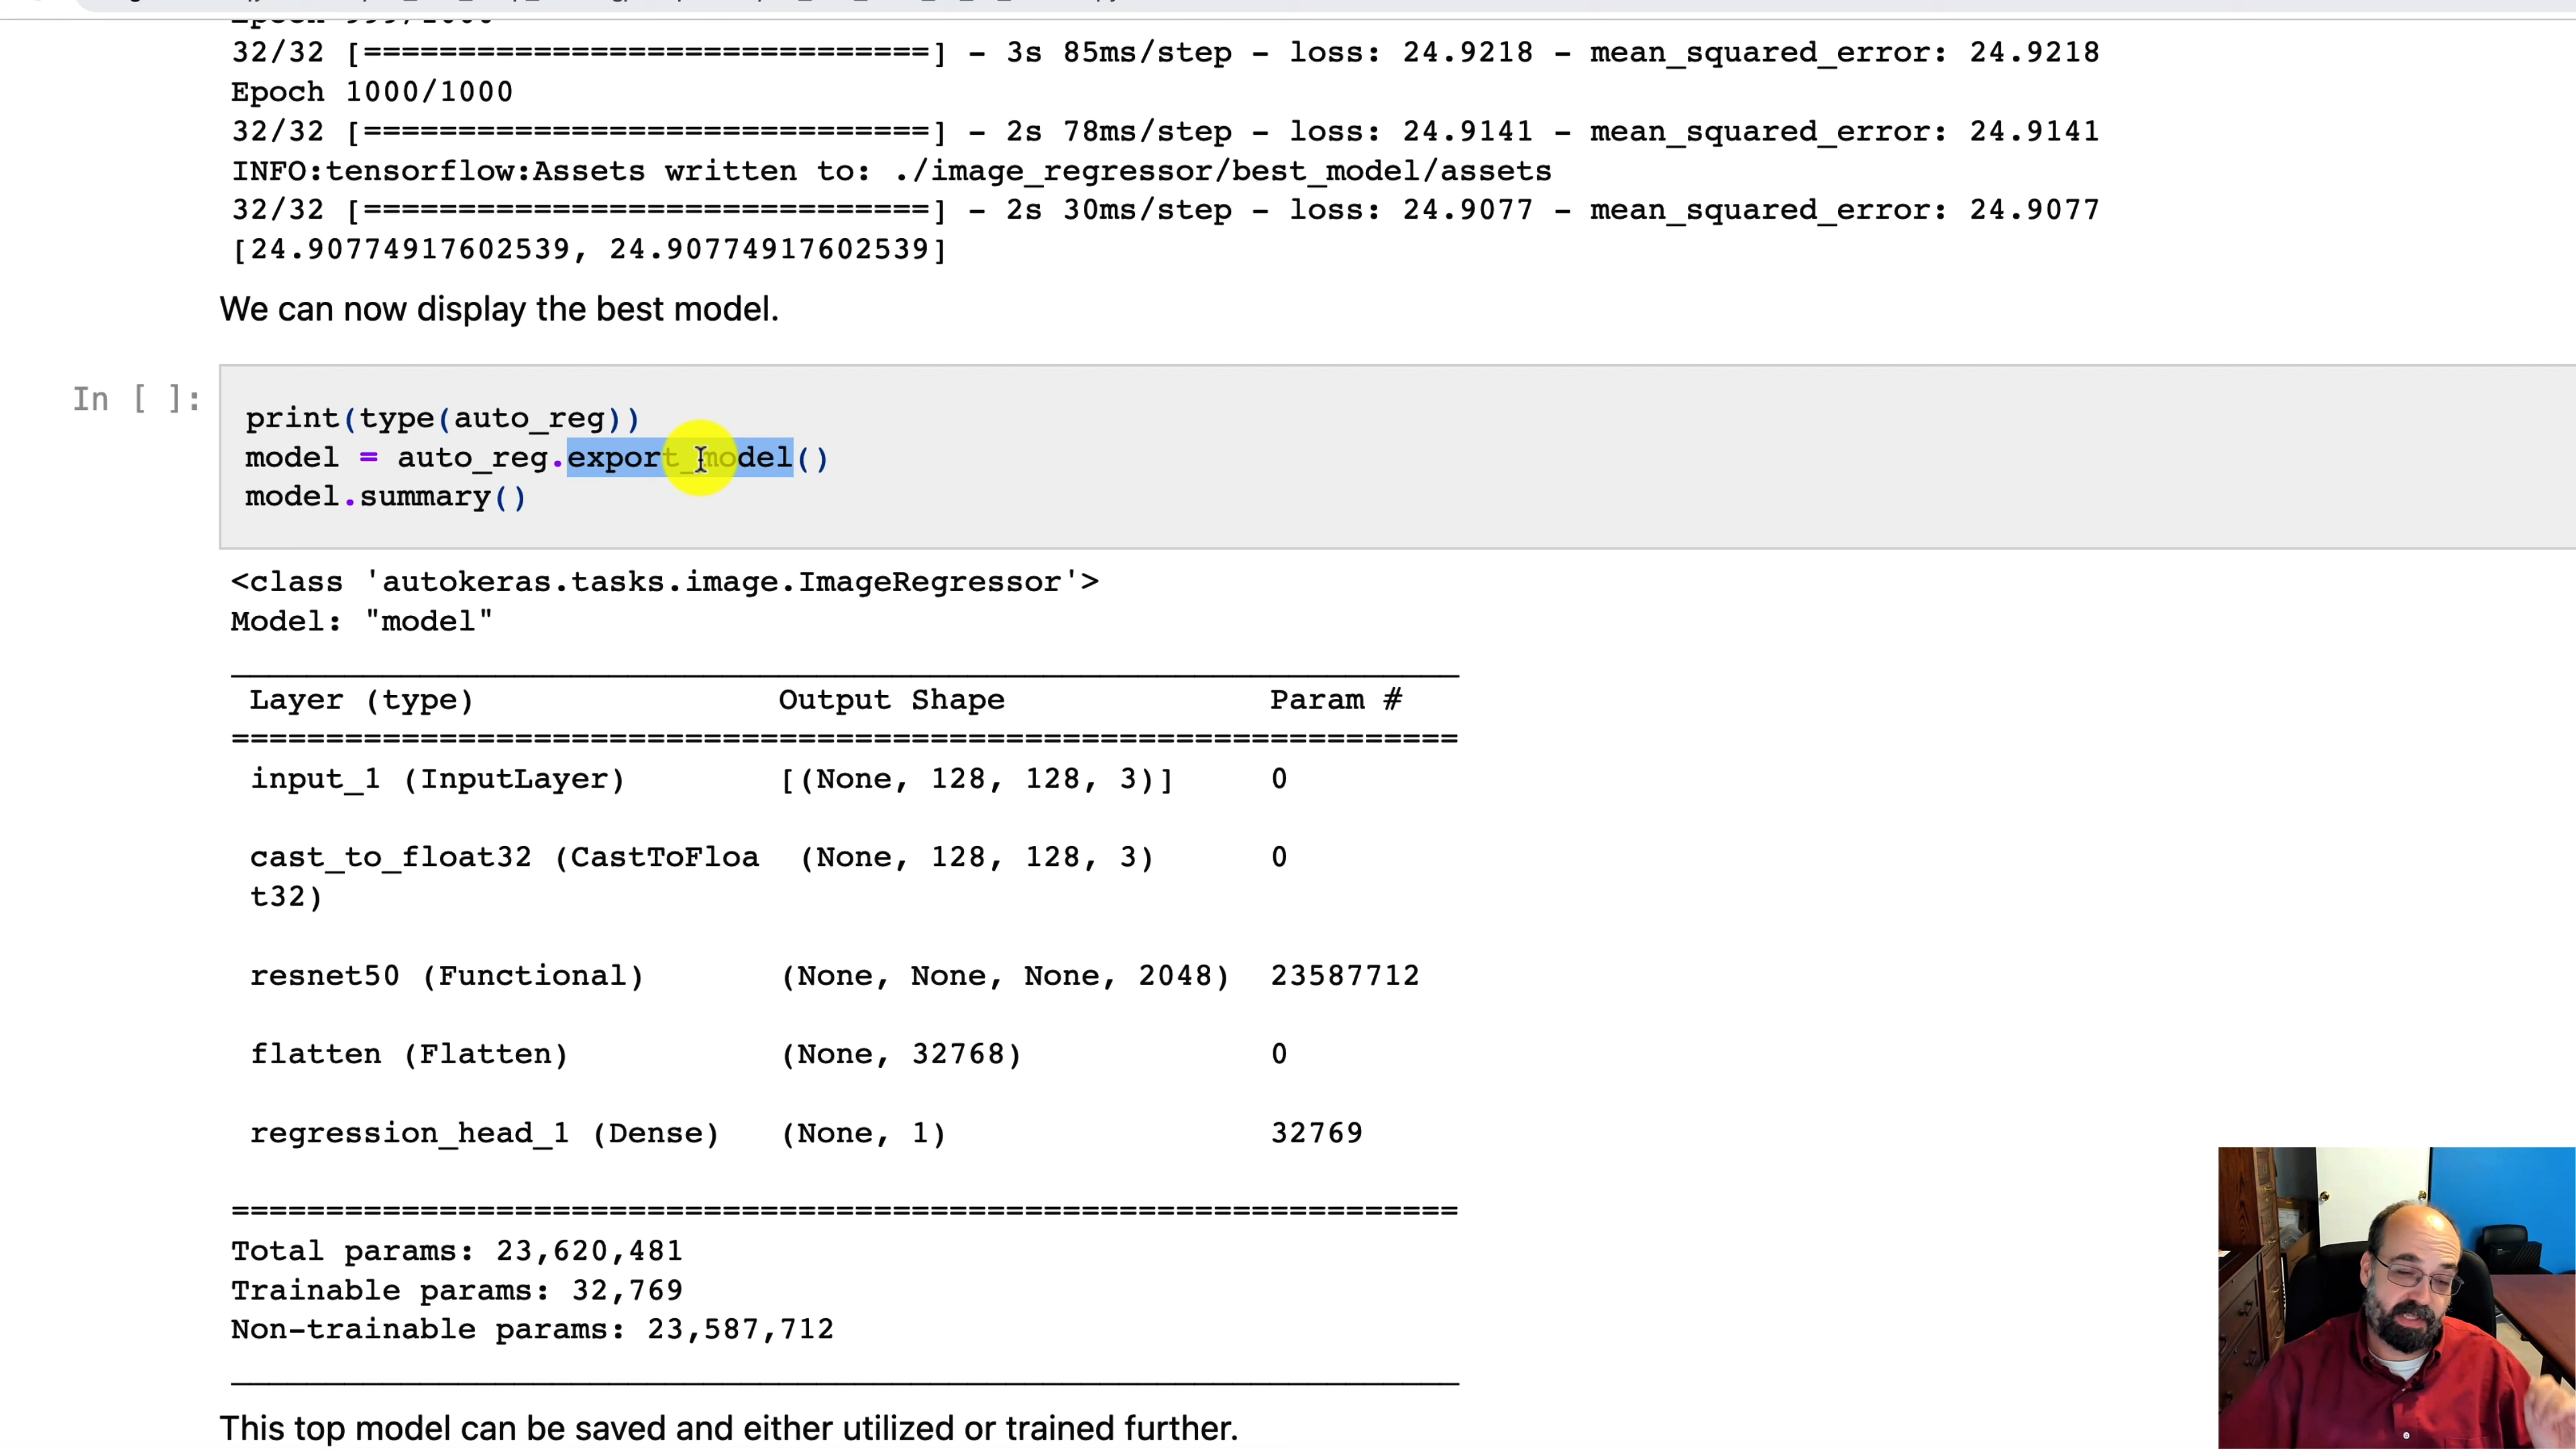 32/32 [==============================] - 3s 85ms/step - loss: 24.9218 - mean_squared_error: 24.9218
Epoch 1000/1000
32/32 [==============================] - 2s 78ms/step - loss: 24.9141 - mean_squared_error: 24.9141
INFO:tensorflow:Assets written to: ./image_regressor/best_model/assets
32/32 [==============================] - 2s 30ms/step - loss: 24.9077 - mean_squared_error: 24.9077
[24.90774917602539, 24.90774917602539]
We can now display the best model.
In [ ]:
print(type(auto_reg))
model = auto_reg.export_model()
model.summary()
<class 'autokeras.tasks.image.ImageRegressor'>
Model: "model"
_________________________________________________________________
Layer (type) Output Shape Param #
=================================================================
input_1 (InputLayer) [(None, 128, 128, 3)] 0
cast_to_float32 (CastToFloa (None, 128, 128, 3) 0
t32)
resnet50 (Functional) (None, None, None, 2048) 23587712
flatten (Flatten) (None, 32768) 0
regression_head_1 (Dense) (None, 1) 32769
=================================================================
Total params: 23,620,481
Trainable params: 32,769
Non-trainable params: 23,587,712
_________________________________________________________________
This top model can be saved and either utilized or trained further.